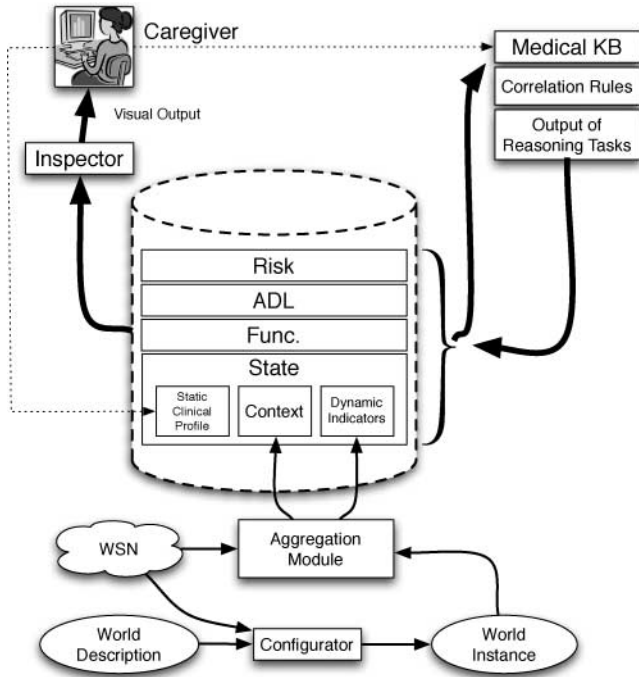 Caregiver
Medical KB
Correlation Rules
Output of
Reasoning Tasks
Visual Output
Inspector
Risk
ADL
Func.
State
Static
Clinical
Profile
Context
Dynamic
Indicators
WSN
Aggregation
Module
World
Description
Configurator
World
Instance